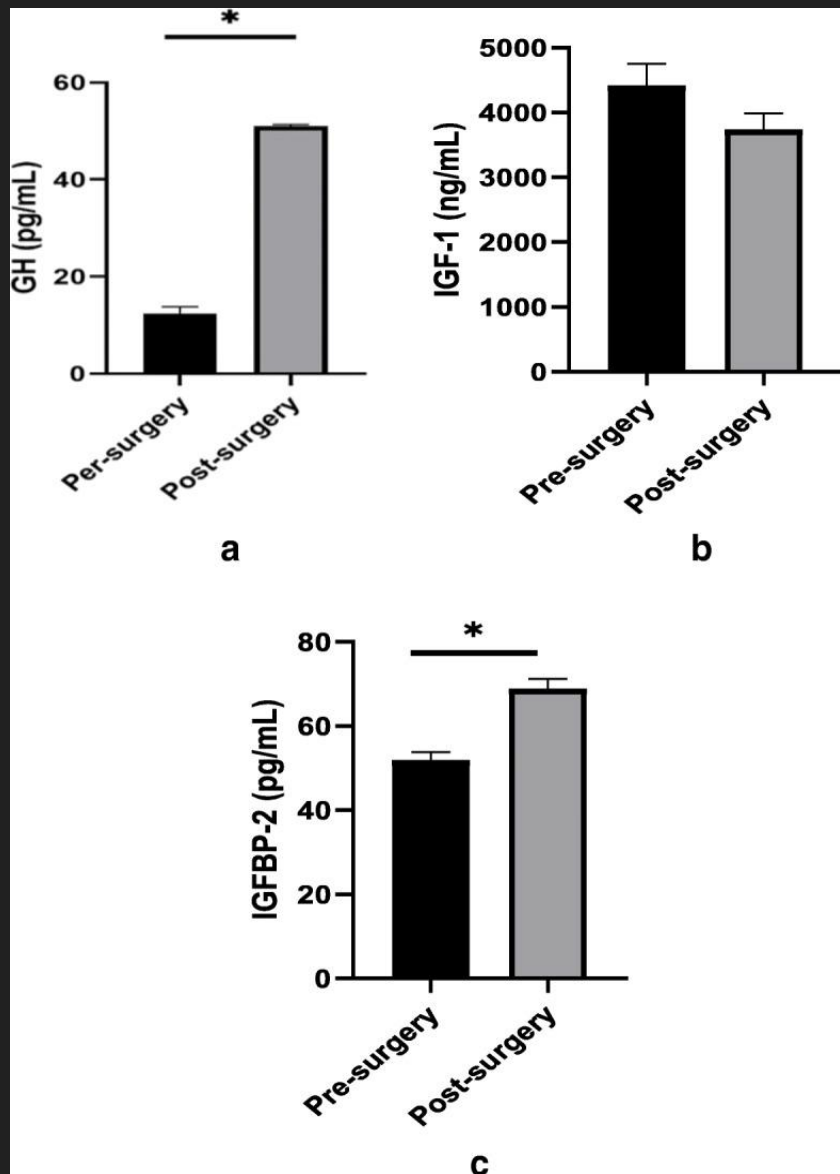 *
GH (pg/mL)
60
40
20
0
Per-surgery
Post-surgery
a
IGF-1 (ng/mL)
5000
4000
3000
2000
1000
0
Pre-surgery
Post-surgery
b
*
IGFBP-2 (pg/mL)
80
60
40
20
0
Pre-surgery
Post-surgery
c